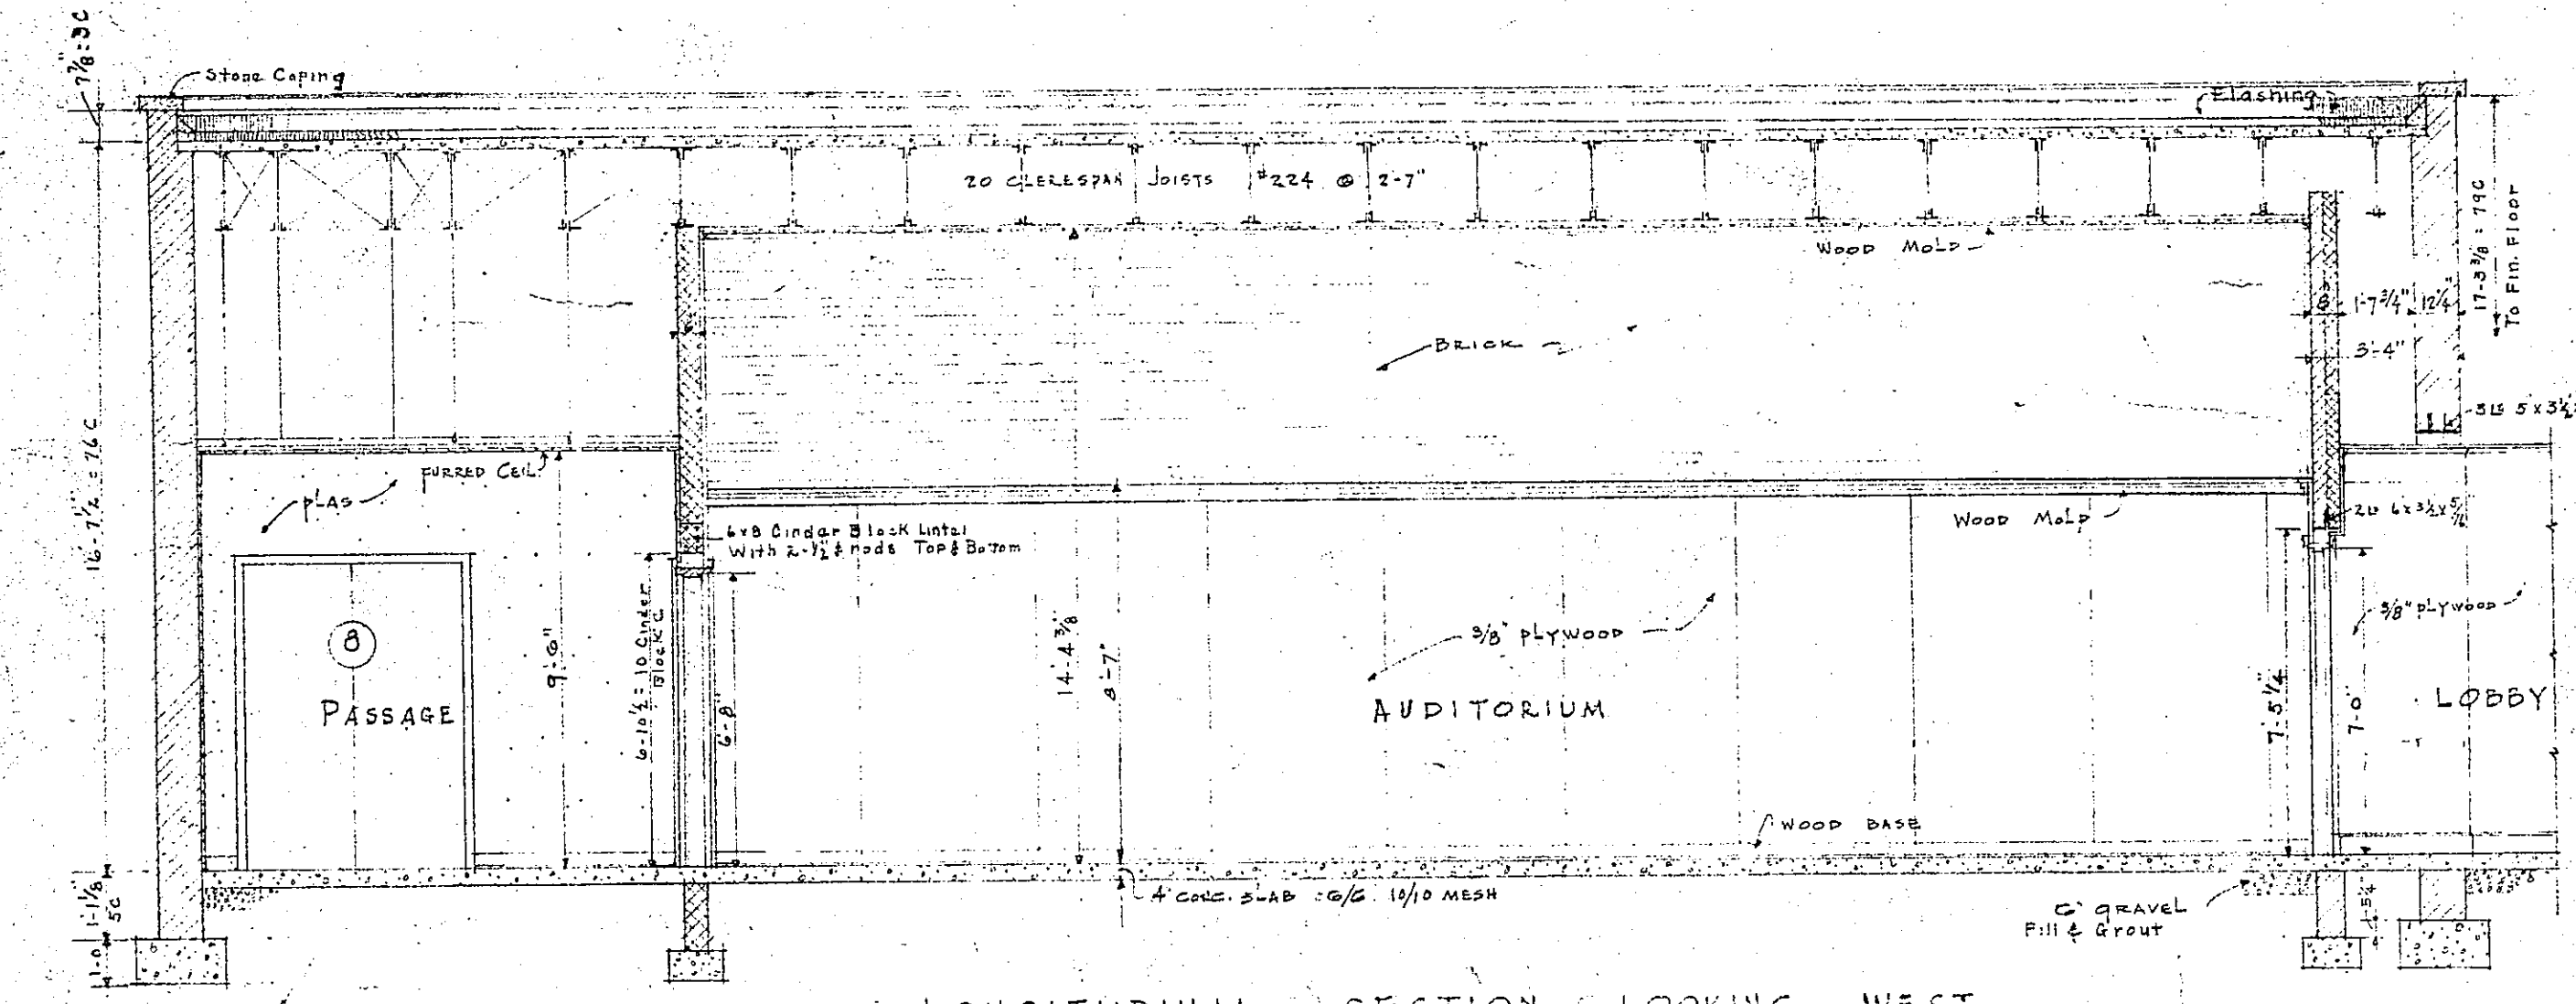 7⅞" = 3C
Stone Coping
Flashing
20 CLERESPAN JOISTS #224 @ 2-7"
WOOD MOLD
17-3⅜ = 79C
To Fin. Floor
8
1-7¾"
12¼"
3-4"
BRICK
16-7½" = 76C
FURRED CEIL.
PLAS
6x8 Cinder Block Lintel
With 2-½"⌀ Rods Top & Bottom
WOOD MOLD
8
PASSAGE
9'-6"
6-10½ = 10 Cinder
Block C
6-8"
14-4⅜"
8-7"
3/8" PLYWOOD
AUDITORIUM
7-5¼"
7-0"
3/8" PLYWOOD
LOBBY
WOOD BASE
4" CONC. SLAB 6/6 10/10 MESH
6" GRAVEL
Fill & Grout
1-1⅛"
5C
1-0
LONGITUDINAL SECTION LOOKING WEST